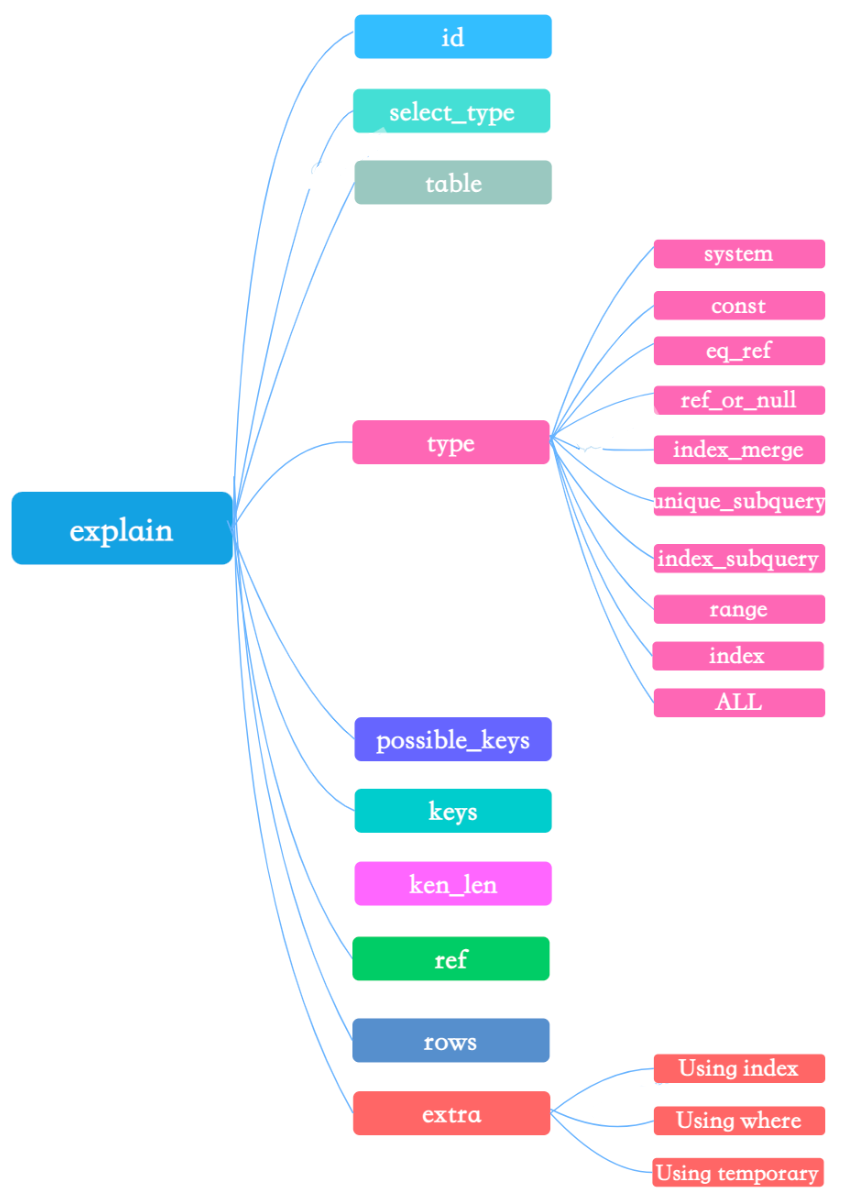 explain
id
select_type
table
type
system
const
eq_ref
ref_or_null
index_merge
unique_subquery
index_subquery
range
index
ALL
possible_keys
keys
ken_len
ref
rows
extra
Using index
Using where
Using temporary